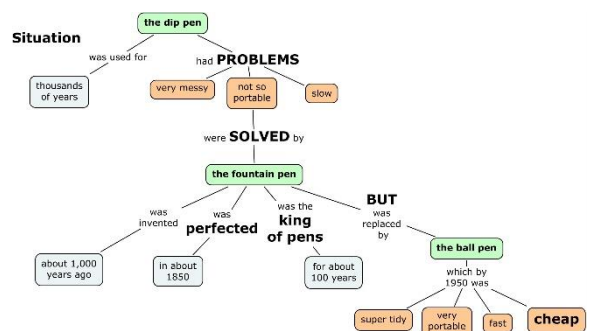 the dip pen
Situation
was used for
had PROBLEMS
thousands
of years
very messy
not so
portable
slow
were SOLVED by
the fountain pen
was
invented
was
perfected
was the
king
of pens
BUT
was
replaced
by
about 1,000
years ago
in about
1850
for about
100 years
the ball pen
which by
1950 was
super tidy
very
portable
fast
cheap